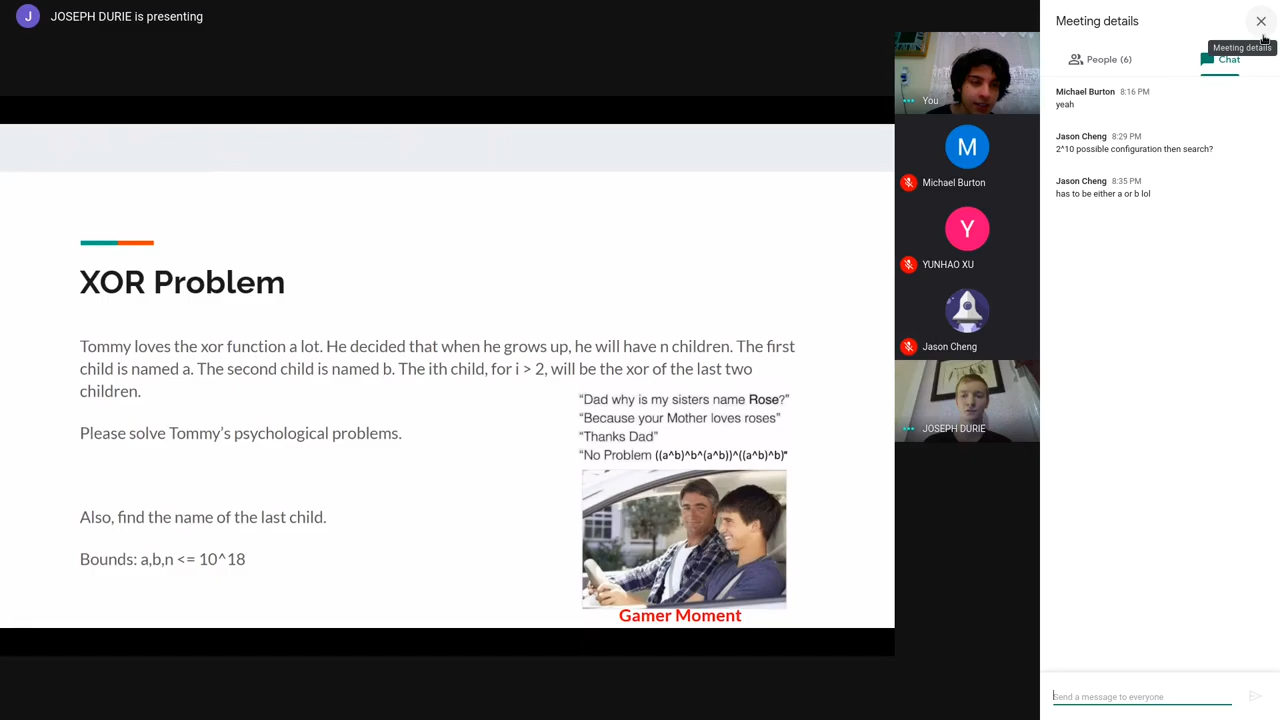 J JOSEPH DURIE is presenting
XOR Problem
Tommy loves the xor function a lot. He decided that when he grows up, he will have n children. The first
child is named a. The second child is named b. The ith child, for i > 2, will be the xor of the last two
children.
Please solve Tommy's psychological problems.
Also, find the name of the last child.
Bounds: a,b,n <= 10^18
“Dad why is my sisters name Rose?”
“Because your Mother loves roses”
“Thanks Dad”
“No Problem ((a^b)^b^(a^b))^((a^b)^b)"
Gamer Moment
You
M
Michael Burton
Y
YUNHAO XU
Jason Cheng
JOSEPH DURIE
Meeting details
Meeting details
People (6)
Chat
Michael Burton 8:16 PM
yeah
Jason Cheng 8:29 PM
2^10 possible configuration then search?
Jason Cheng 8:35 PM
has to be either a or b lol
Send a message to everyone